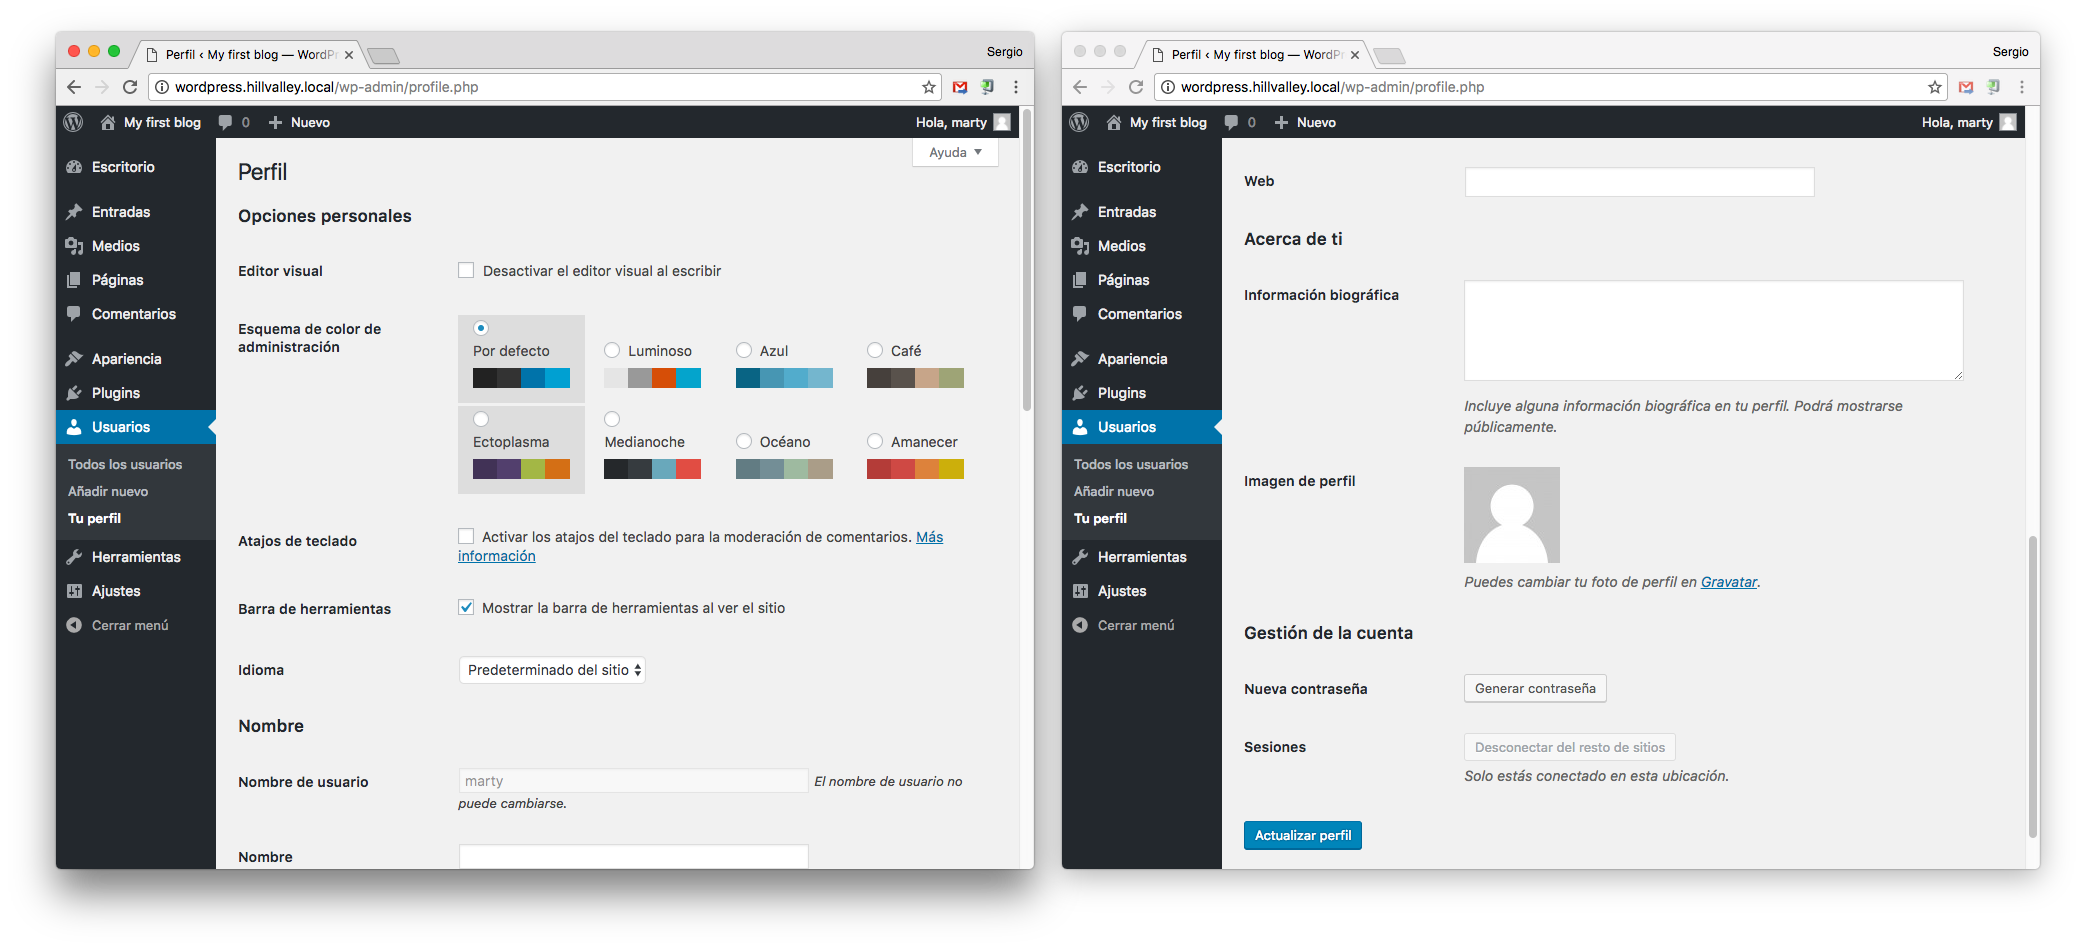 Perfil ‹ My first blog — WordPr
Sergio
wordpress.hillvalley.local/wp-admin/profile.php
My first blog
0
Nuevo
Hola, marty
Escritorio
Entradas
Medios
Páginas
Comentarios
Apariencia
Plugins
Usuarios
Todos los usuarios
Añadir nuevo
Tu perfil
Herramientas
Ajustes
Cerrar menú
Ayuda
Perfil
Opciones personales
Editor visual
Desactivar el editor visual al escribir
Esquema de color de
administración
Por defecto
Luminoso
Azul
Café
Ectoplasma
Medianoche
Océano
Amanecer
Atajos de teclado
Activar los atajos del teclado para la moderación de comentarios. Más
información
Barra de herramientas
Mostrar la barra de herramientas al ver el sitio
Idioma
Predeterminado del sitio
Nombre
Nombre de usuario
marty
El nombre de usuario no
puede cambiarse.
Nombre
Perfil ‹ My first blog — WordPr
Sergio
wordpress.hillvalley.local/wp-admin/profile.php
My first blog
0
Nuevo
Hola, marty
Escritorio
Entradas
Medios
Páginas
Comentarios
Apariencia
Plugins
Usuarios
Todos los usuarios
Añadir nuevo
Tu perfil
Herramientas
Ajustes
Cerrar menú
Web
Acerca de ti
Información biográfica
Incluye alguna información biográfica en tu perfil. Podrá mostrarse
públicamente.
Imagen de perfil
Puedes cambiar tu foto de perfil en Gravatar.
Gestión de la cuenta
Nueva contraseña
Generar contraseña
Sesiones
Desconectar del resto de sitios
Solo estás conectado en esta ubicación.
Actualizar perfil